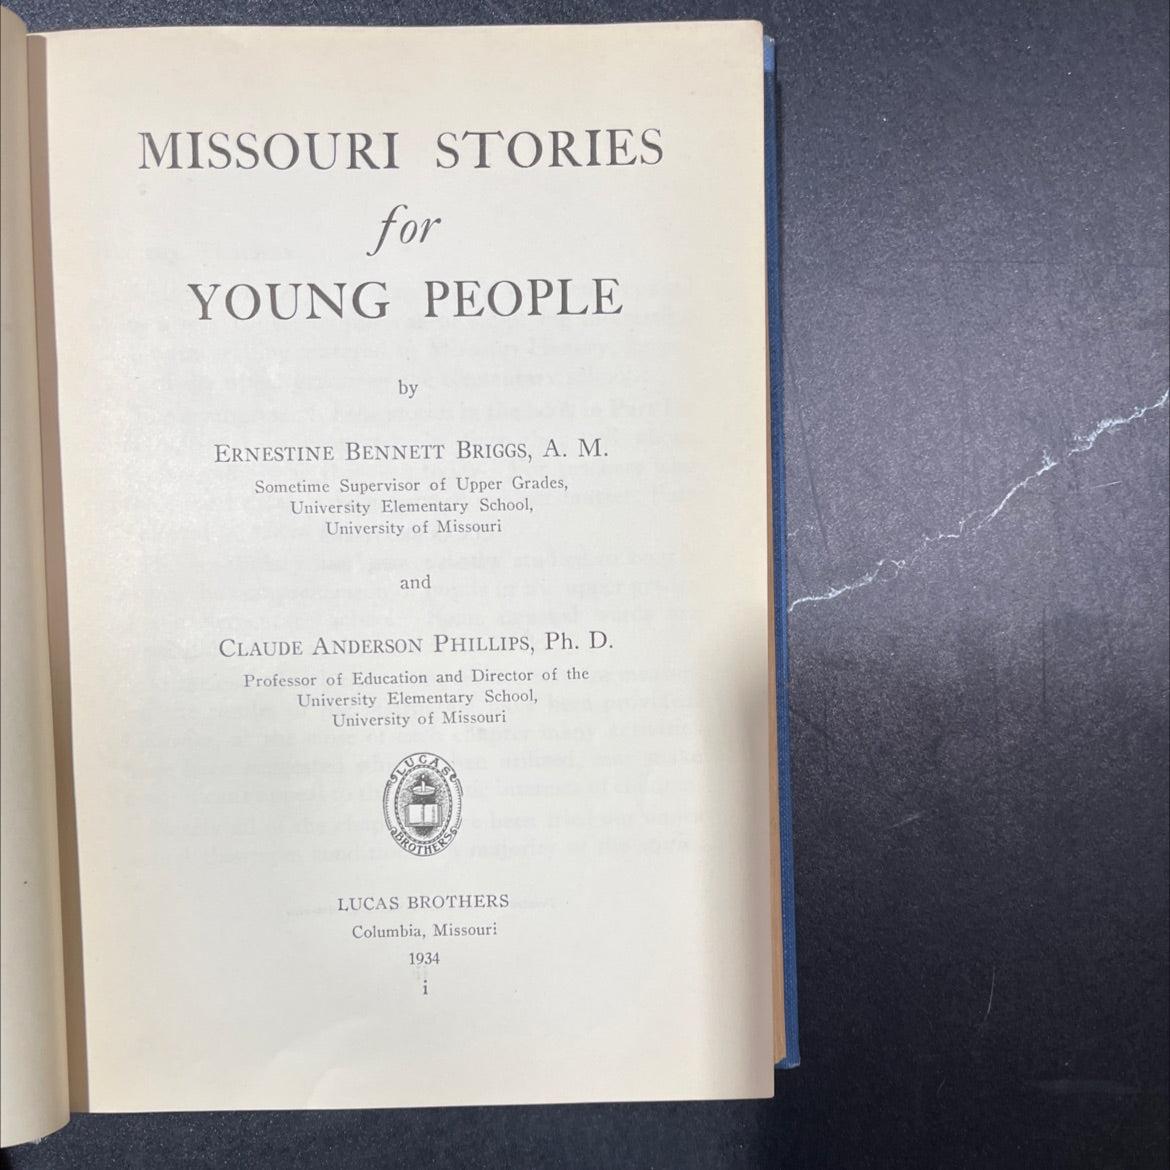 MISSOURI STORIES
for
YOUNG PEOPLE
by
ERNESTINE BENNETT BRIGGS, A. M.
Sometime Supervisor of Upper Grades,
University Elementary School,
University of Missouri
and
CLAUDE ANDERSON PHILLIPS, Ph. D.
Professor of Education and Director of the
University Elementary School,
University of Missouri
LUCAS
BROTHERS
LUCAS BROTHERS
Columbia, Missouri
1934
i